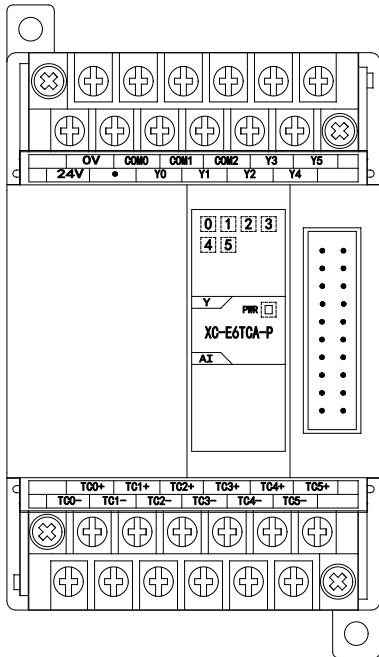 0V COM0 COM1 COM2 Y3 Y5
24V • Y0 Y1 Y2 Y4
0 1 2 3
4 5
Y
PWR
XC-E6TCA-P
AI
TC0+ TC1+ TC2+ TC3+ TC4+ TC5+
TC0- TC1- TC2- TC3- TC4- TC5-